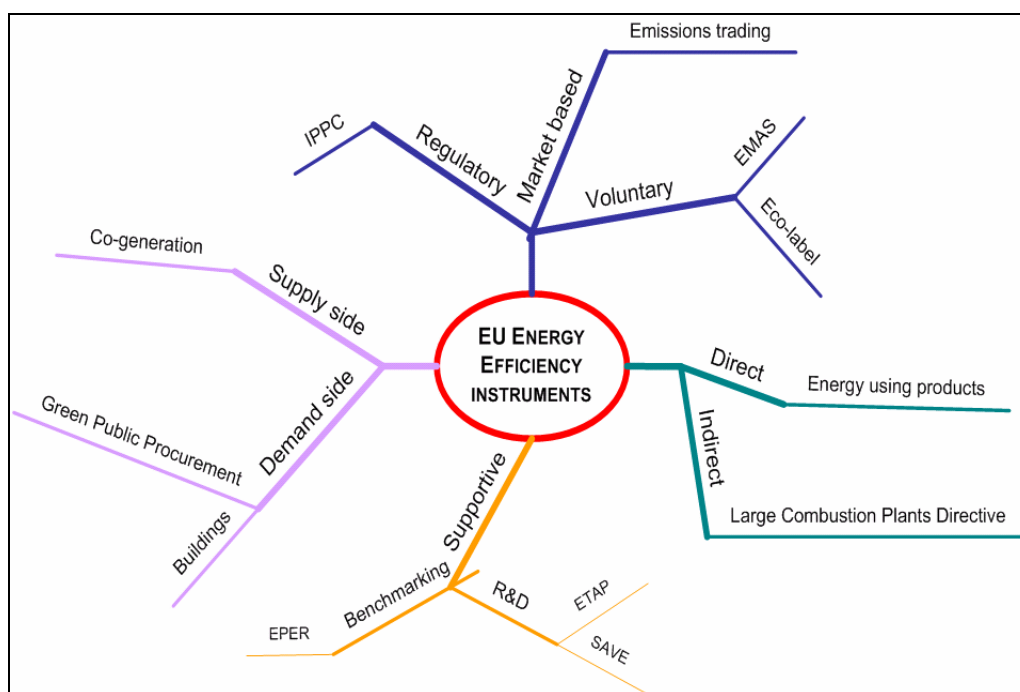 Emissions trading
IPPC
Regulatory
Market based
Voluntary
EMAS
Eco-label
Co-generation
Supply side
Demand side
Green Public Procurement
Buildings
EU ENERGY
EFFICIENCY
INSTRUMENTS
Direct
Energy using products
Indirect
Large Combustion Plants Directive
Supportive
Benchmarking
EPER
R&D
ETAP
SAVE